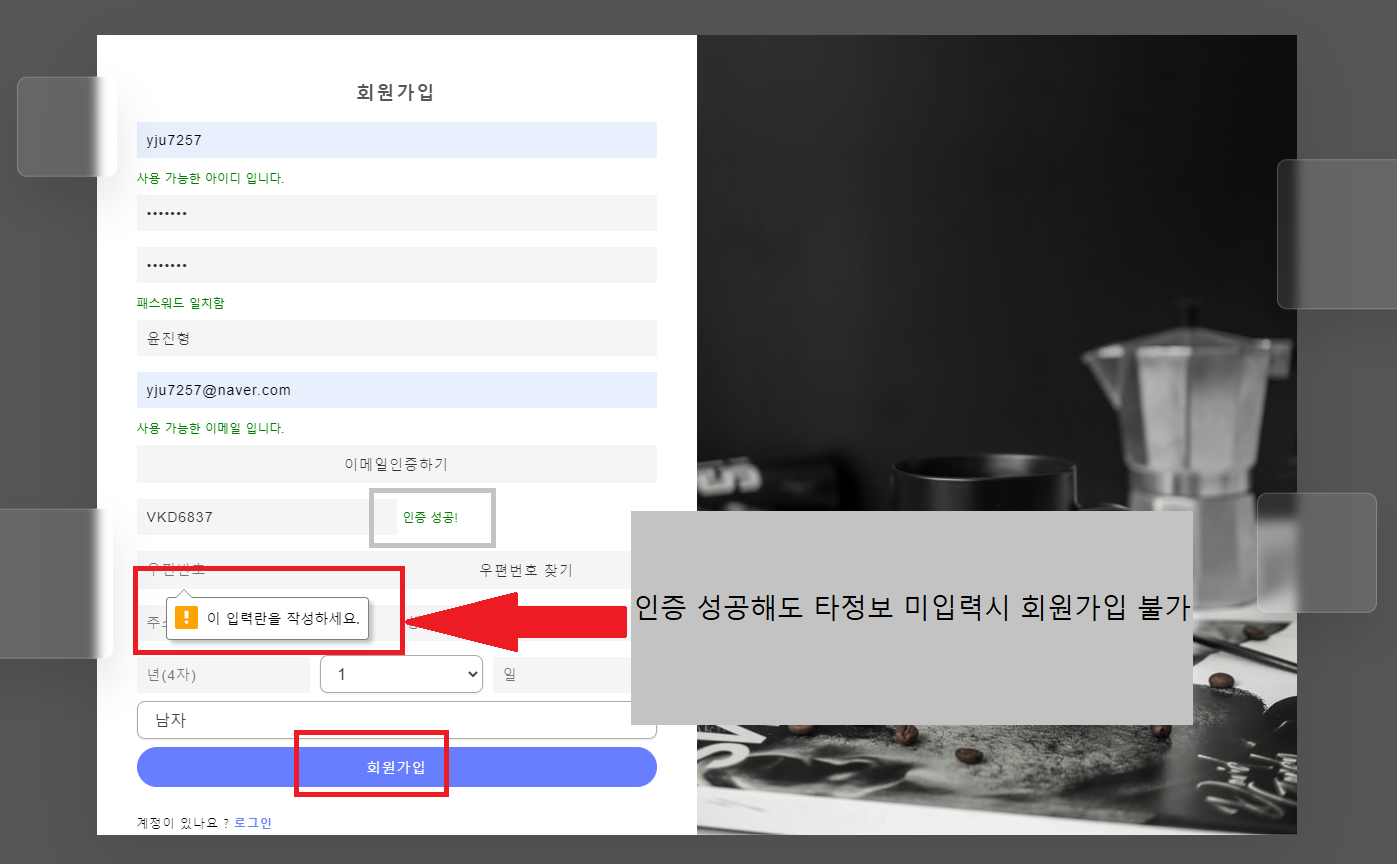 회원가입
yju7257
사용 가능한 아이디 입니다.
•••••••
•••••••
패스워드 일치함
윤진형
yju7257@naver.com
사용 가능한 이메일 입니다.
이메일인증하기
VKD6837 인증 성공!
우편번호 우편번호 찾기
! 이 입력란을 작성하세요.
인증 성공해도 타정보 미입력시 회원가입 불가
년(4자) 1 일
남자
회원가입
계정이 있나요 ? 로그인